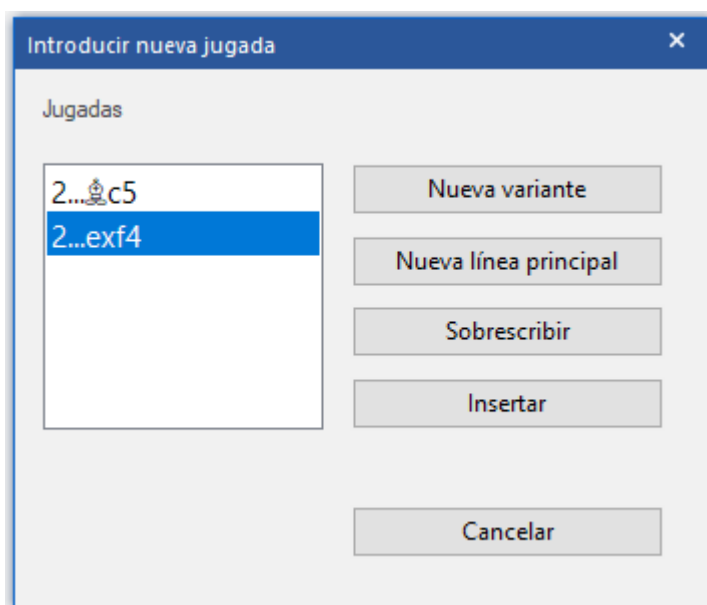 Introducir nueva jugada
Jugadas
2...♗c5
2...exf4
Nueva variante
Nueva línea principal
Sobrescribir
Insertar
Cancelar